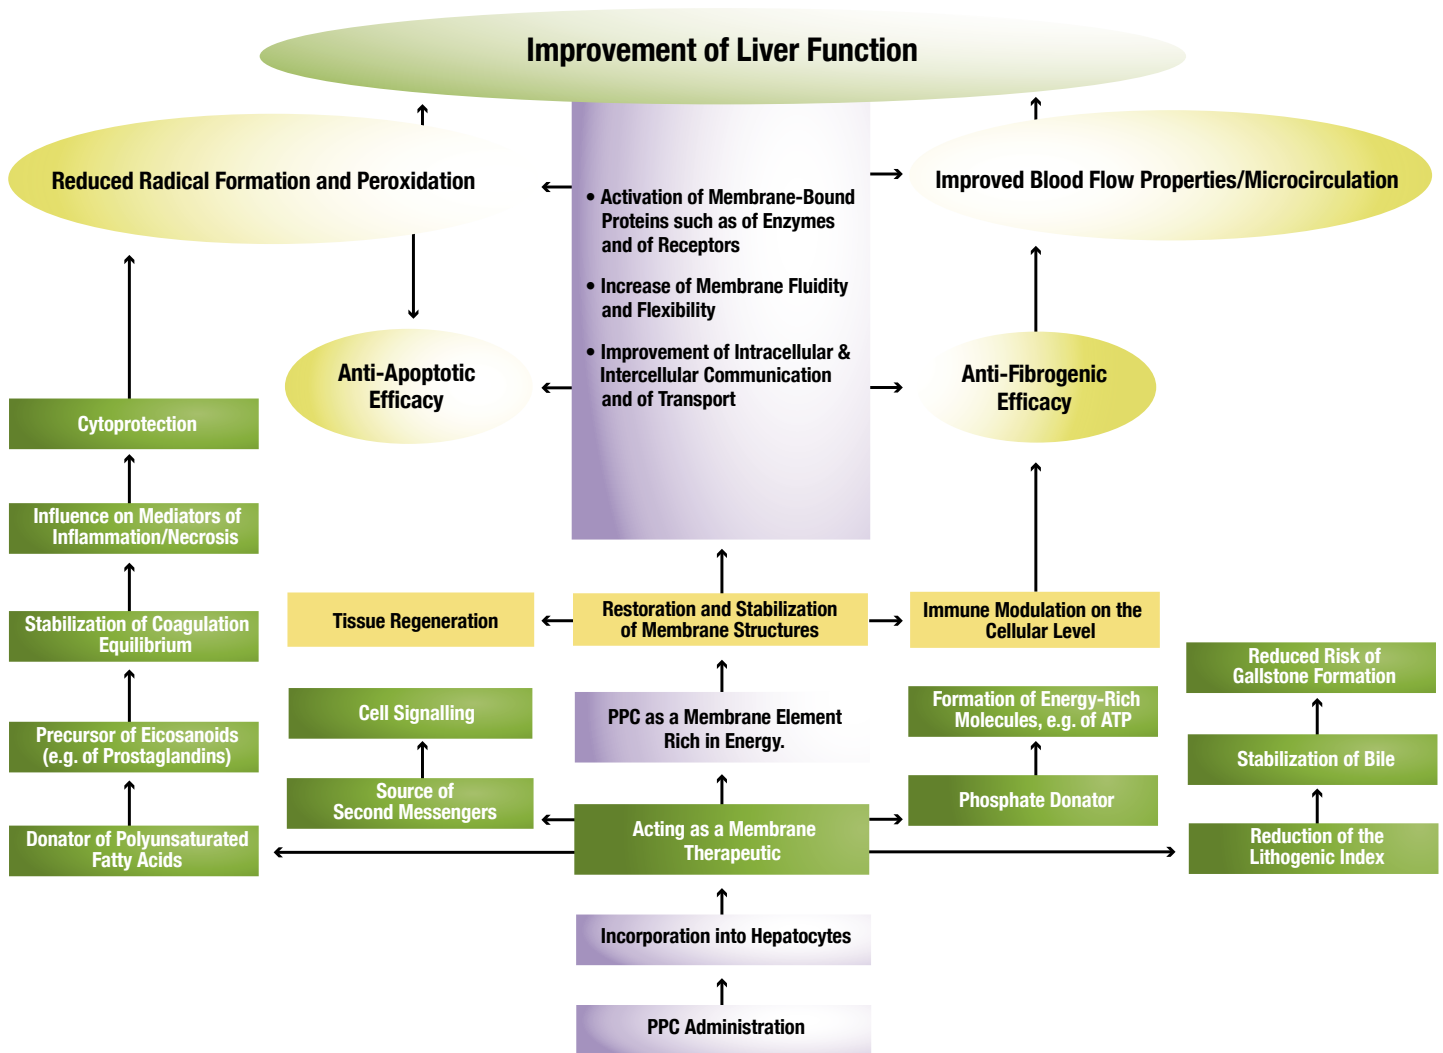 Improvement of Liver Function
Reduced Radical Formation and Peroxidation
Improved Blood Flow Properties/Microcirculation
• Activation of Membrane-Bound
Proteins such as of Enzymes
and of Receptors
• Increase of Membrane Fluidity
and Flexibility
• Improvement of Intracellular &
Intercellular Communication
and of Transport
Anti-Apoptotic
Efficacy
Anti-Fibrogenic
Efficacy
Cytoprotection
Influence on Mediators of
Inflammation/Necrosis
Stabilization of Coagulation
Equilibrium
Precursor of Eicosanoids
(e.g. of Prostaglandins)
Donator of Polyunsaturated
Fatty Acids
Tissue Regeneration
Restoration and Stabilization
of Membrane Structures
Immune Modulation on the
Cellular Level
Cell Signalling
Source of
Second Messengers
PPC as a Membrane Element
Rich in Energy.
Formation of Energy-Rich
Molecules, e.g. of ATP
Phosphate Donator
Reduced Risk of
Gallstone Formation
Stabilization of Bile
Reduction of the
Lithogenic Index
Acting as a Membrane
Therapeutic
Incorporation into Hepatocytes
PPC Administration